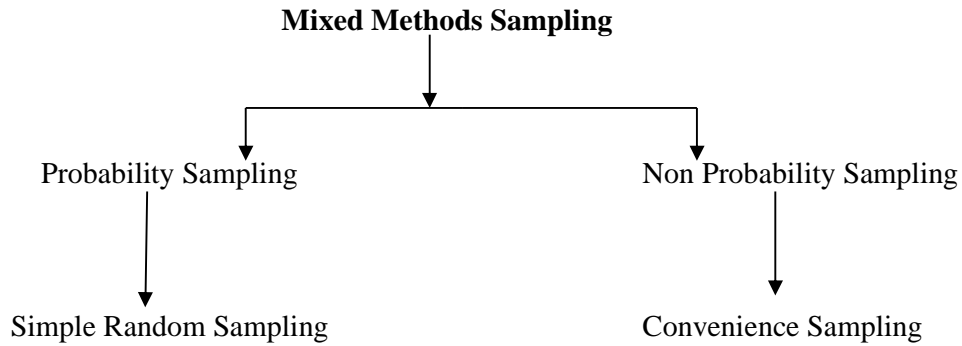 Mixed Methods Sampling
Probability Sampling
Non Probability Sampling
Simple Random Sampling
Convenience Sampling